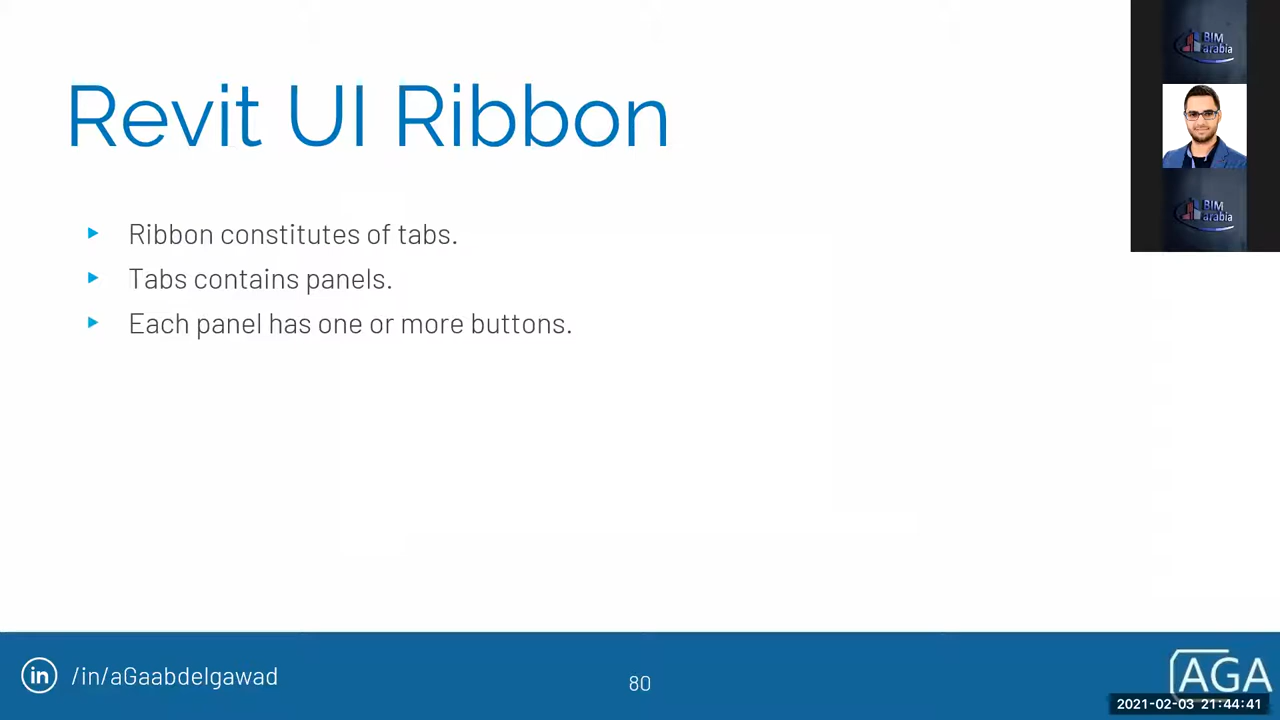 Revit UI Ribbon
Ribbon constitutes of tabs.
Tabs contains panels.
Each panel has one or more buttons.
BIM
arabia
BIM
arabia
in /in/aGaabdelgawad
80
AGA
2021-02-03 21:44:41